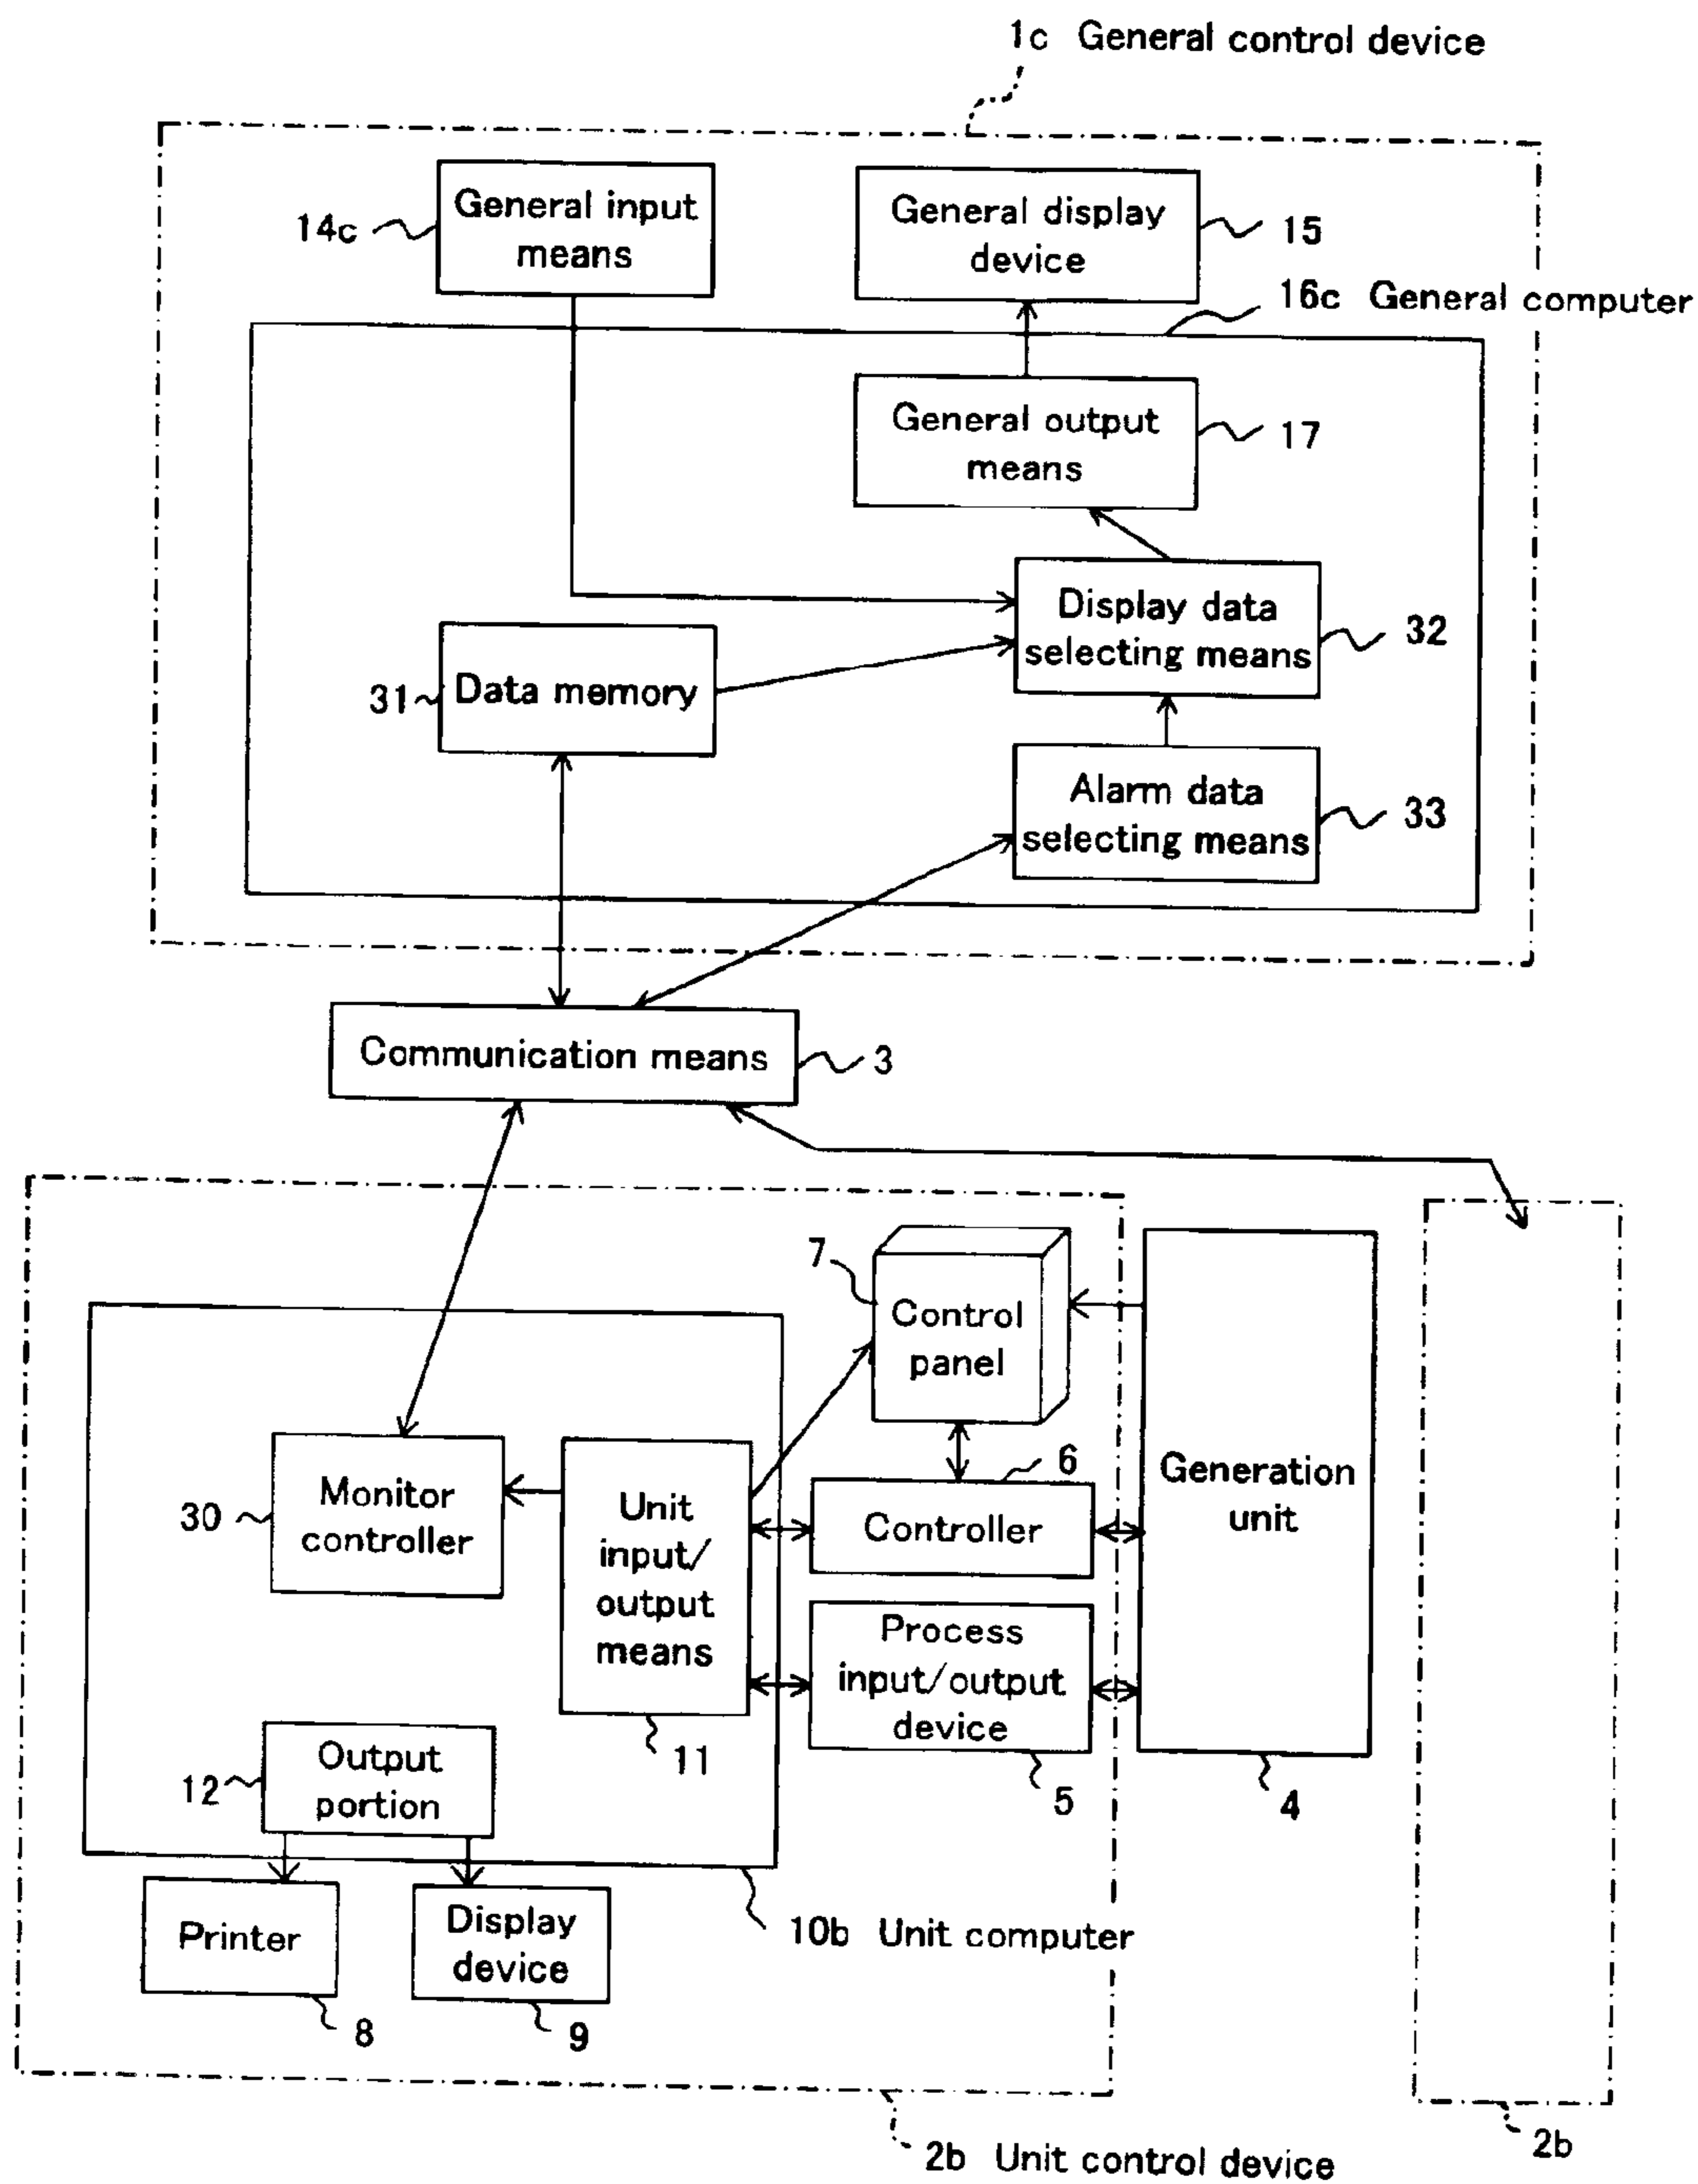 1c General control device
General input
means
14c
General display
device
15
16c General computer
General output
means
17
Display data
selecting means
32
31
Data memory
Alarm data
selecting means
33
Communication means
3
7
Control
panel
Generation
unit
4
6
Controller
30
Monitor
controller
Unit
input/
output
means
11
Process
input/output
device
5
12
Output
portion
10b Unit computer
Printer
8
Display
device
9
2b Unit control device
2b